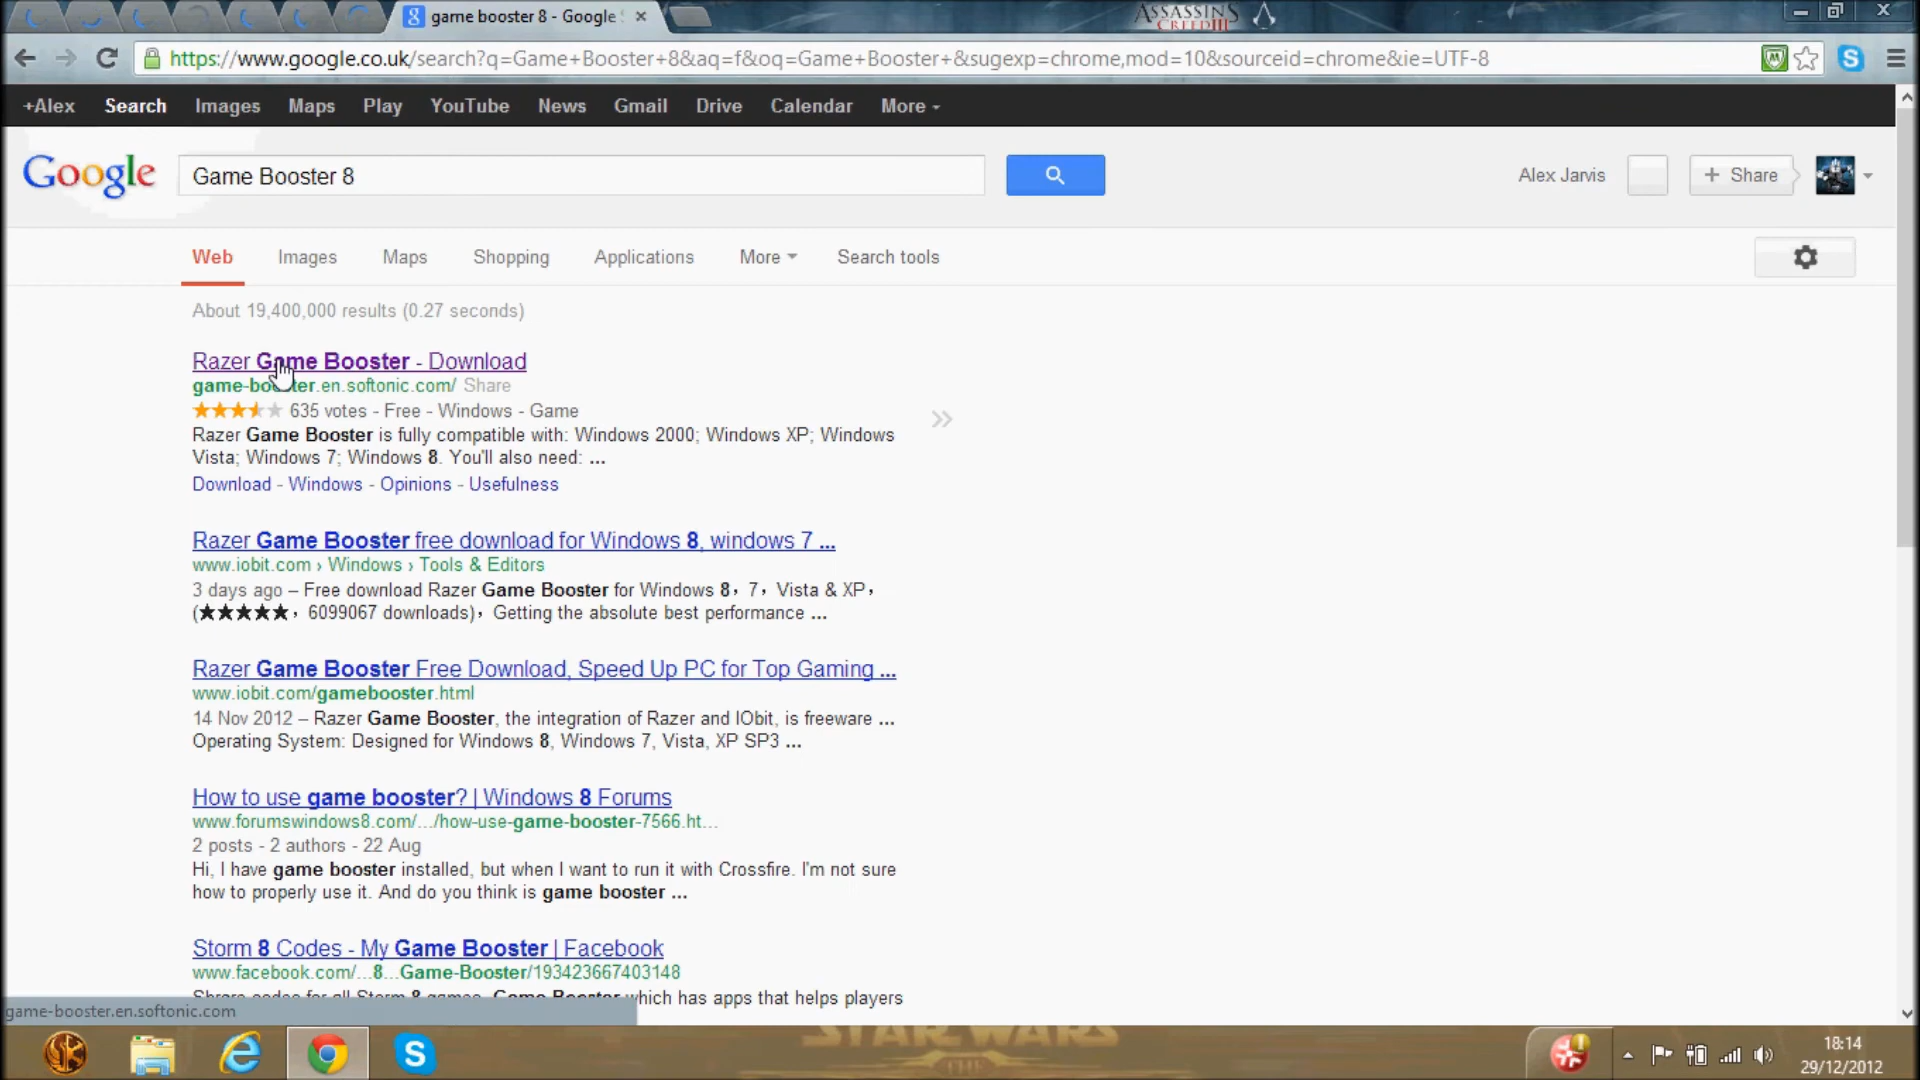 game booster 8 - Google
ASSASSINS
CREED III
https://www.google.co.uk/search?q=Game+Booster+8&aq=f&oq=Game+Booster+&sugexp=chrome,mod=10&sourceid=chrome&ie=UTF-8
+Alex Search Images Maps Play YouTube News Gmail Drive Calendar More
Google
Game Booster 8
Alex Jarvis
+ Share
Web Images Maps Shopping Applications More Search tools
About 19,400,000 results (0.27 seconds)
Razer Game Booster - Download
game-booster.en.softonic.com/ Share
★★★★★ 635 votes - Free - Windows - Game
Razer Game Booster is fully compatible with: Windows 2000; Windows XP; Windows
Vista; Windows 7; Windows 8. You'll also need: ...
Download - Windows - Opinions - Usefulness
Razer Game Booster free download for Windows 8, windows 7 ...
www.iobit.com › Windows › Tools & Editors
3 days ago – Free download Razer Game Booster for Windows 8，7，Vista & XP，
(★★★★★，6099067 downloads)，Getting the absolute best performance ...
Razer Game Booster Free Download, Speed Up PC for Top Gaming ...
www.iobit.com/gamebooster.html
14 Nov 2012 – Razer Game Booster, the integration of Razer and IObit, is freeware ...
Operating System: Designed for Windows 8, Windows 7, Vista, XP SP3 ...
How to use game booster? | Windows 8 Forums
www.forumswindows8.com/.../how-use-game-booster-7566.ht...
2 posts - 2 authors - 22 Aug
Hi, I have game booster installed, but when I want to run it with Crossfire. I'm not sure
how to properly use it. And do you think is game booster ...
Storm 8 Codes - My Game Booster | Facebook
www.facebook.com/...8...Game-Booster/193423667403148
Share codes for all Storm 8 games. Game Booster which has apps that helps players
game-booster.en.softonic.com
STAR WARS
THE
18:14
29/12/2012